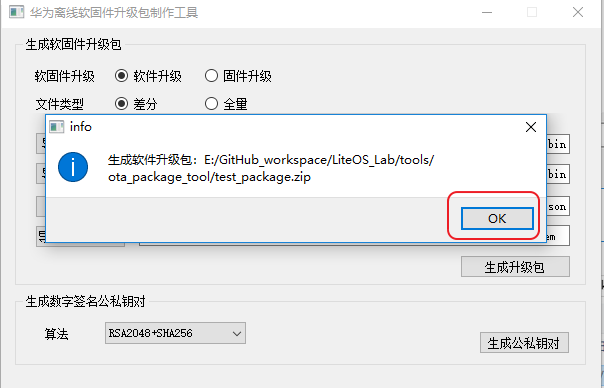 华为离线软固件升级包制作工具
生成软固件升级包
软固件升级 软件升级 固件升级
文件类型 差分 全量
info
bin
生成软件升级包：E:/GitHub_workspace/LiteOS_Lab/tools/
ota_package_tool/test_package.zip
bin
son
OK
em
生成升级包
生成数字签名公私钥对
算法 RSA2048+SHA256
生成公私钥对